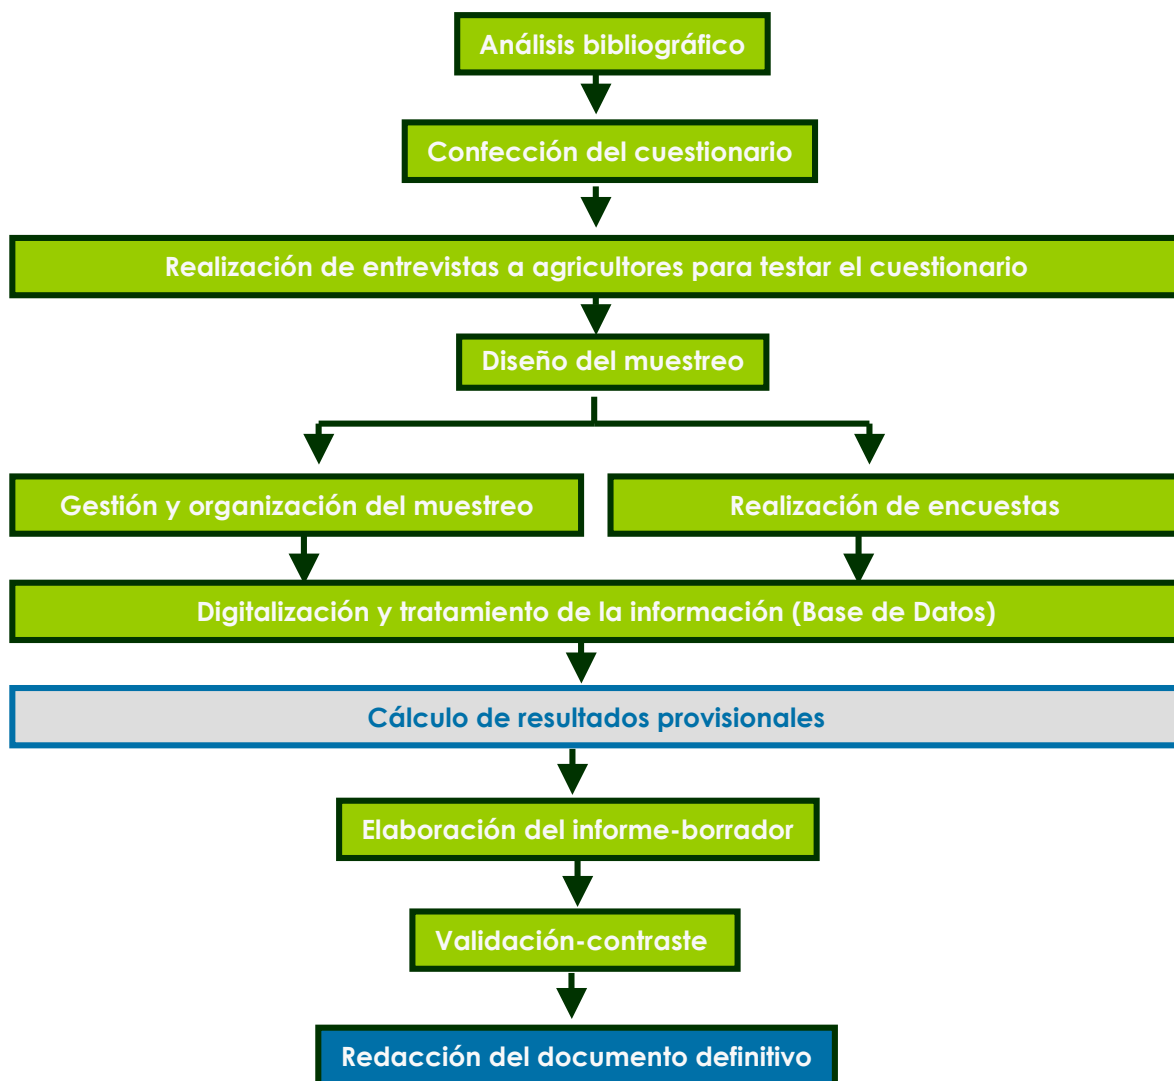 Análisis bibliográfico
Confección del cuestionario
Realización de entrevistas a agricultores para testar el cuestionario
Diseño del muestreo
Gestión y organización del muestreo
Realización de encuestas
Digitalización y tratamiento de la información (Base de Datos)
Cálculo de resultados provisionales
Elaboración del informe-borrador
Validación-contraste
Redacción del documento definitivo